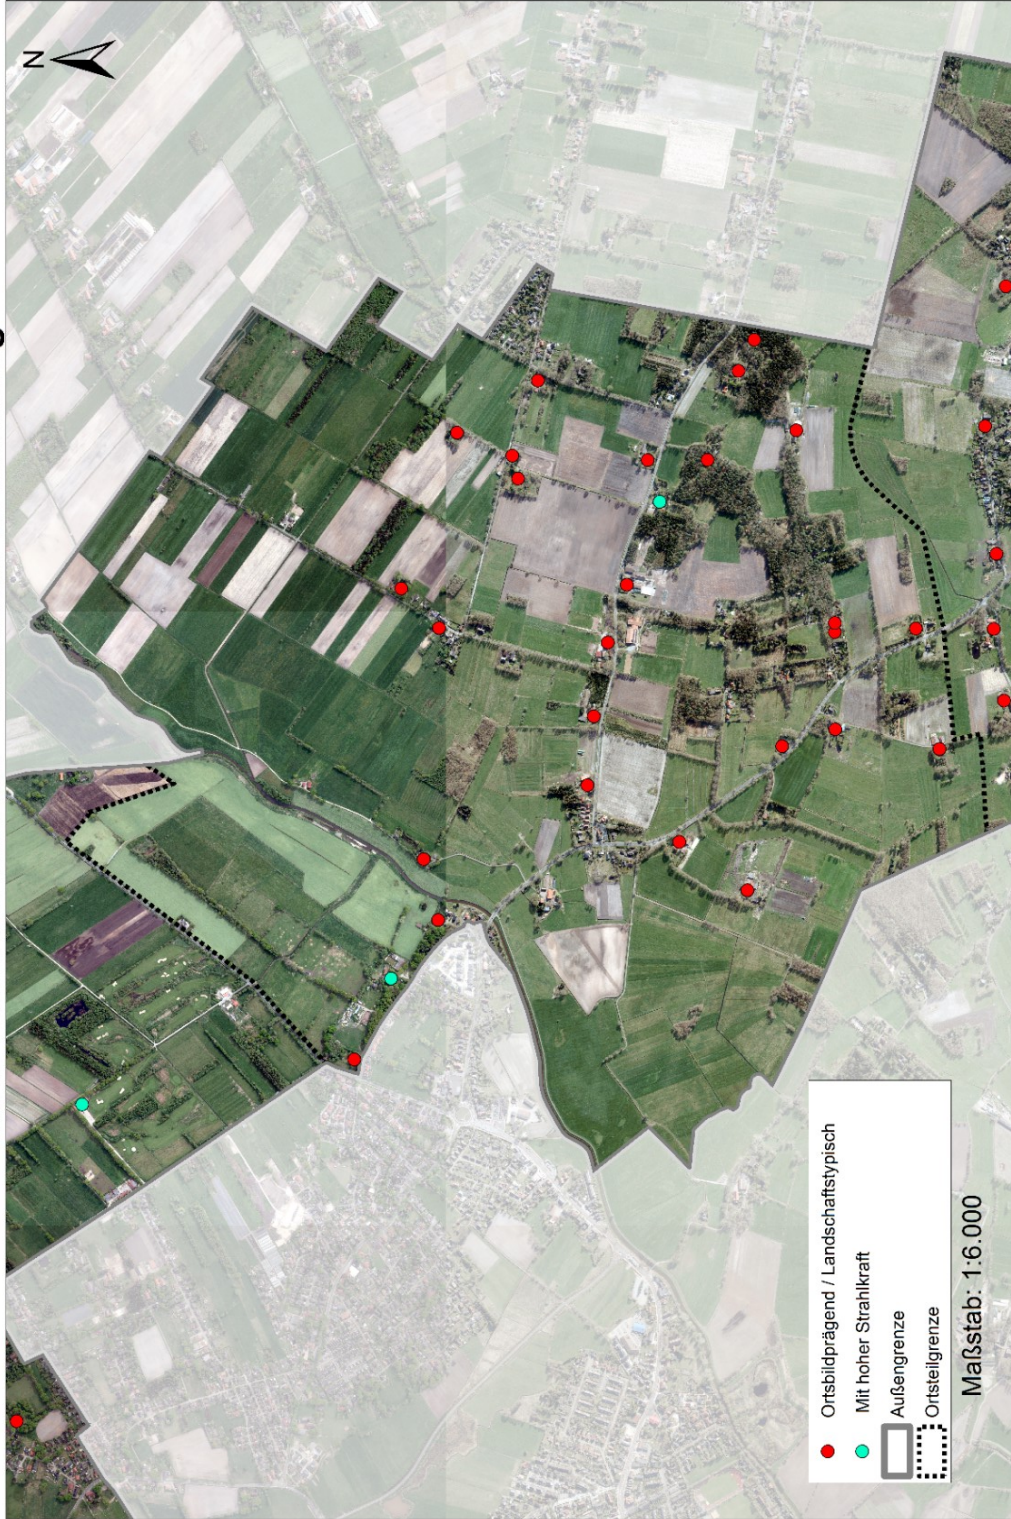 N
Ortsbildprägend / Landschaftstypisch
Mit hoher Strahlkraft
Außengrenze
Ortsteilgrenze
Maßstab: 1:6.000